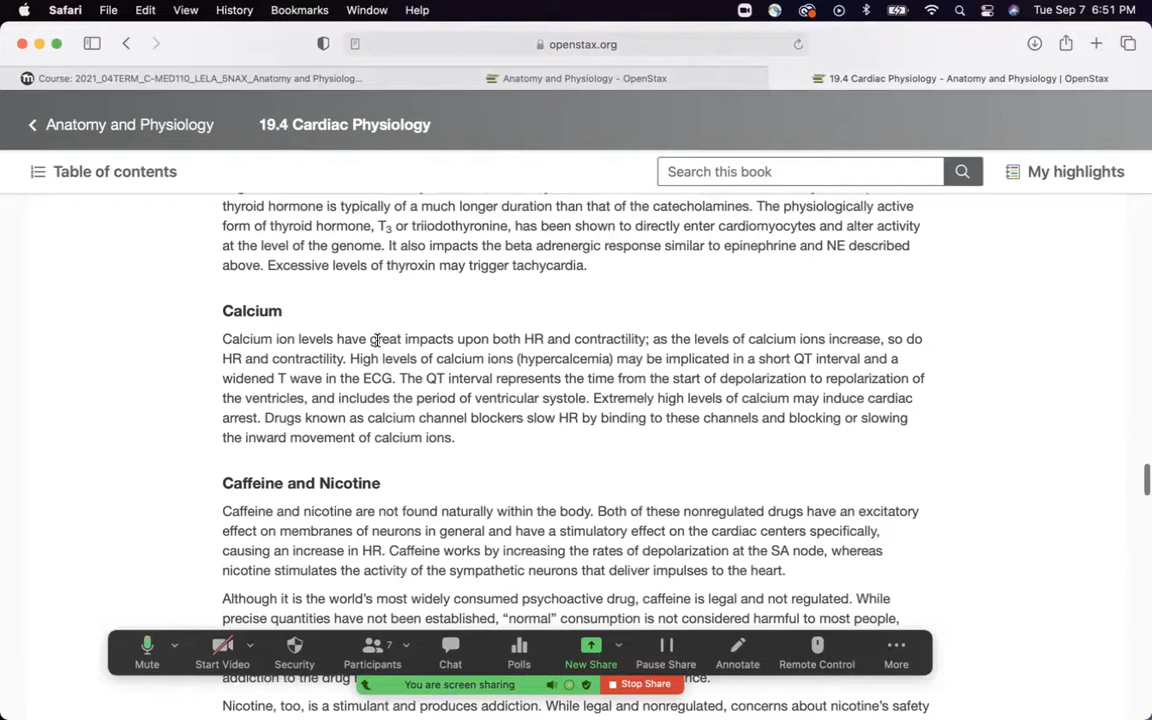 Safari File Edit View History Bookmarks Window Help Tue Sep 7 6:51 PM
openstax.org
Course: 2021_04TERM_C-MED110_LELA_5NAX_Anatomy and Physiolog... Anatomy and Physiology - OpenStax 19.4 Cardiac Physiology - Anatomy and Physiology | OpenStax
Anatomy and Physiology 19.4 Cardiac Physiology
Table of contents Search this book My highlights
thyroid hormone is typically of a much longer duration than that of the catecholamines. The physiologically active
form of thyroid hormone, T3 or triiodothyronine, has been shown to directly enter cardiomyocytes and alter activity
at the level of the genome. It also impacts the beta adrenergic response similar to epinephrine and NE described
above. Excessive levels of thyroxin may trigger tachycardia.
Calcium
Calcium ion levels have great impacts upon both HR and contractility; as the levels of calcium ions increase, so do
HR and contractility. High levels of calcium ions (hypercalcemia) may be implicated in a short QT interval and a
widened T wave in the ECG. The QT interval represents the time from the start of depolarization to repolarization of
the ventricles, and includes the period of ventricular systole. Extremely high levels of calcium may induce cardiac
arrest. Drugs known as calcium channel blockers slow HR by binding to these channels and blocking or slowing
the inward movement of calcium ions.
Caffeine and Nicotine
Caffeine and nicotine are not found naturally within the body. Both of these nonregulated drugs have an excitatory
effect on membranes of neurons in general and have a stimulatory effect on the cardiac centers specifically,
causing an increase in HR. Caffeine works by increasing the rates of depolarization at the SA node, whereas
nicotine stimulates the activity of the sympathetic neurons that deliver impulses to the heart.
Although it is the world's most widely consumed psychoactive drug, caffeine is legal and not regulated. While
precise quantities have not been established, “normal” consumption is not considered harmful to most people,
7
Mute Start Video Security Participants Chat Polls New Share Pause Share Annotate Remote Control More
addiction to the drug
You are screen sharing Stop Share
Nicotine, too, is a stimulant and produces addiction. While legal and nonregulated, concerns about nicotine's safety